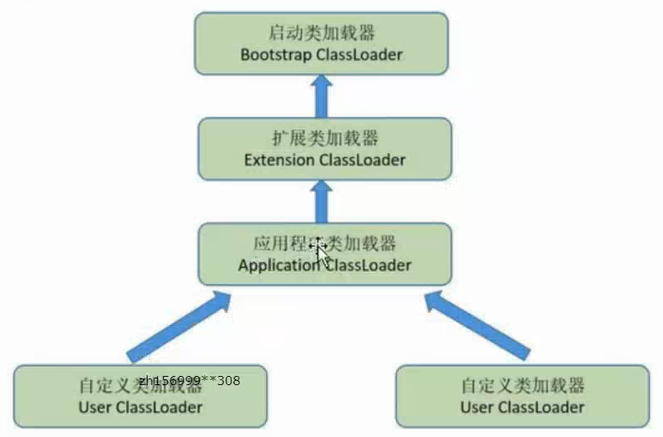 启动类加载器
Bootstrap ClassLoader
扩展类加载器
Extension ClassLoader
应用程序类加载器
Application ClassLoader
自定义类加载器
zh156999**308
User ClassLoader
自定义类加载器
User ClassLoader